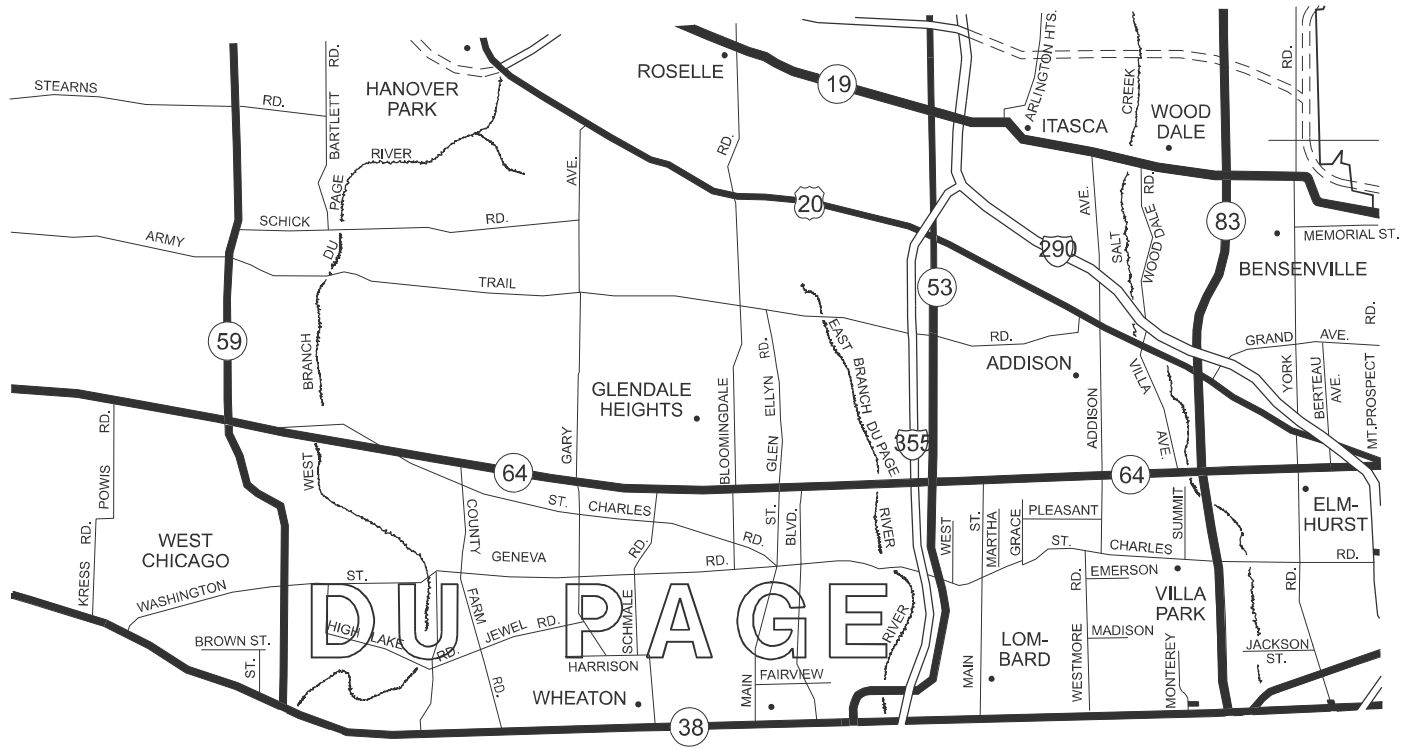 STEARNS
RD.
BARTLETT
RD.
HANOVER
PARK
ROSELLE
RD.
19
ARLINGTON HTS.
CREEK
WOOD
DALE
ITASCA
RD.
PAGE
RIVER
AVE.
20
AVE.
SALT
WOOD DALE RD.
83
MEMORIAL ST.
BENSENVILLE
SCHICK
RD.
ARMY
DU
TRAIL
290
53
59
BRANCH
RD.
EAST BRANCH DU PAGE
RD.
ADDISON
VILLA
GRAND
AVE.
RD.
GLENDALE
HEIGHTS
BLOOMINGDALE
GLEN
ELLYN
ADDISON
AVE.
YORK
BERTEAU
AVE.
MT.PROSPECT
POWIS
RD.
GARY
355
WEST
64
64
ST.
CHARLES
RD.
RD.
COUNTY
GENEVA
RD.
ST.
BLVD.
RIVER
WEST
ST.
MARTHA
GRACE
PLEASANT
SUMMIT
ELM-
HURST
ST.
CHARLES
RD.
KRESS
RD.
WEST
CHICAGO
WASHINGTON
ST.
EMERSON
RD.
VILLA
PARK
RD.
DU PAGE
FARM
RD.
HIGH LAKE
RD.
JEWEL RD.
SCHMALE
HARRISON
RIVER
BROWN ST.
ST.
WHEATON
MAIN
FAIRVIEW
MAIN
LOM-
BARD
WESTMORE
MADISON
MONTEREY
JACKSON
ST.
38